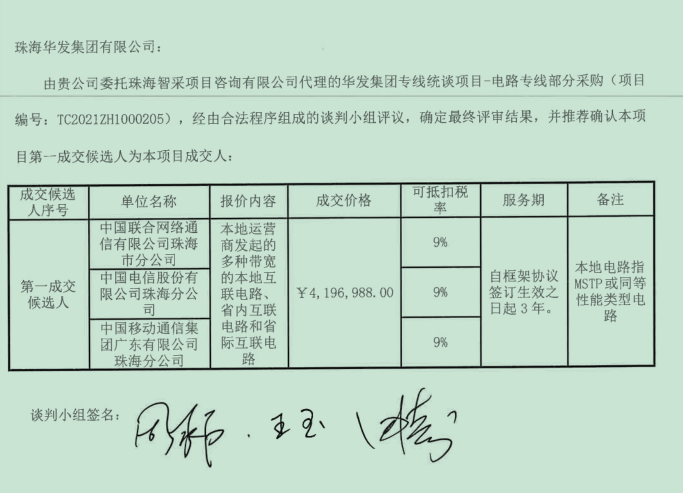 珠海华发集团有限公司：
由贵公司委托珠海智采项目咨询有限公司代理的华发集团专线统谈项目-电路专线部分采购（项目
编号：TC2021ZH1000205），经由合法程序组成的谈判小组评议，确定最终评审结果，并推荐确认本项
目第一成交候选人为本项目成交人：
成交候选
人序号
单位名称
报价内容
成交价格
可抵扣税
率
服务期
备注
第一成交
候选人
中国联合网络通
信有限公司珠海
市分公司
中国电信股份有
限公司珠海分公
司
中国移动通信集
团广东有限公司
珠海分公司
本地运营
商发起的
多种带宽
的本地互
联电路、
省内互联
电路和省
际互联电
路
￥4,196,988.00
9%
9%
9%
自框架协议
签订生效之
日起 3 年。
本地电路指
MSTP或同等
性能类型电
路
谈判小组签名：